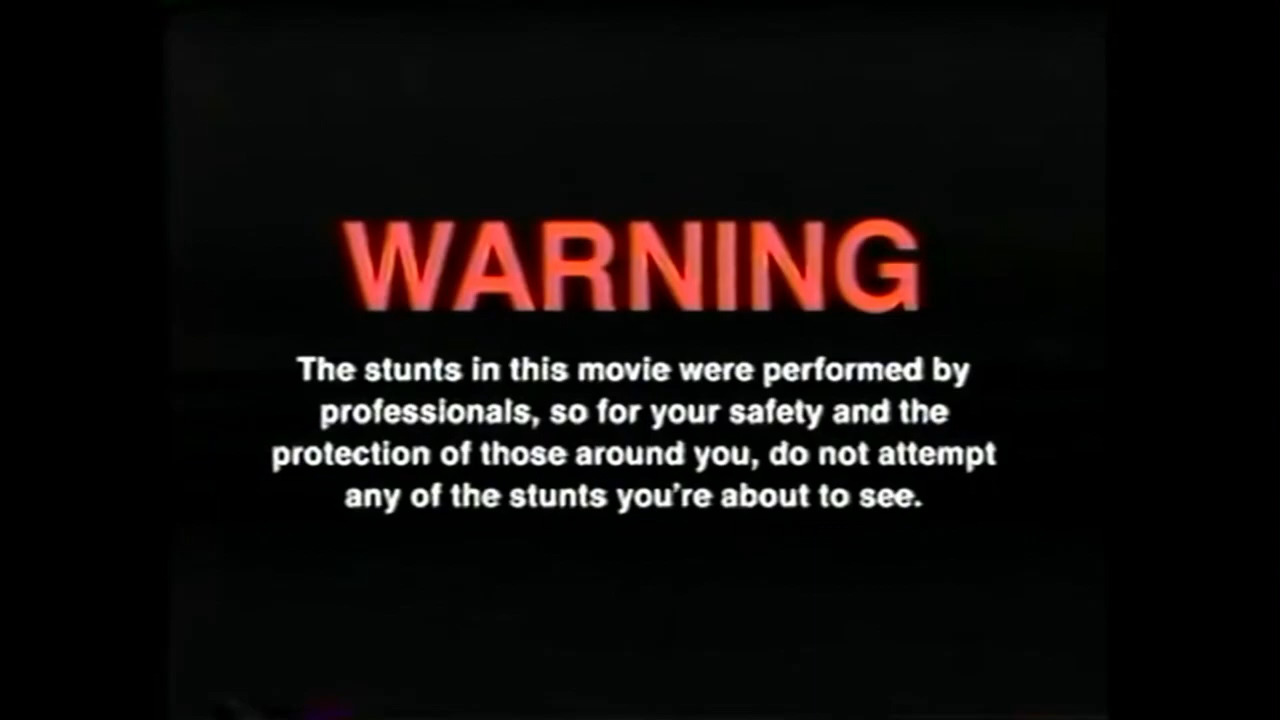 WARNING
The stunts in this movie were performed by
professionals, so for your safety and the
protection of those around you, do not attempt
any of the stunts you're about to see.